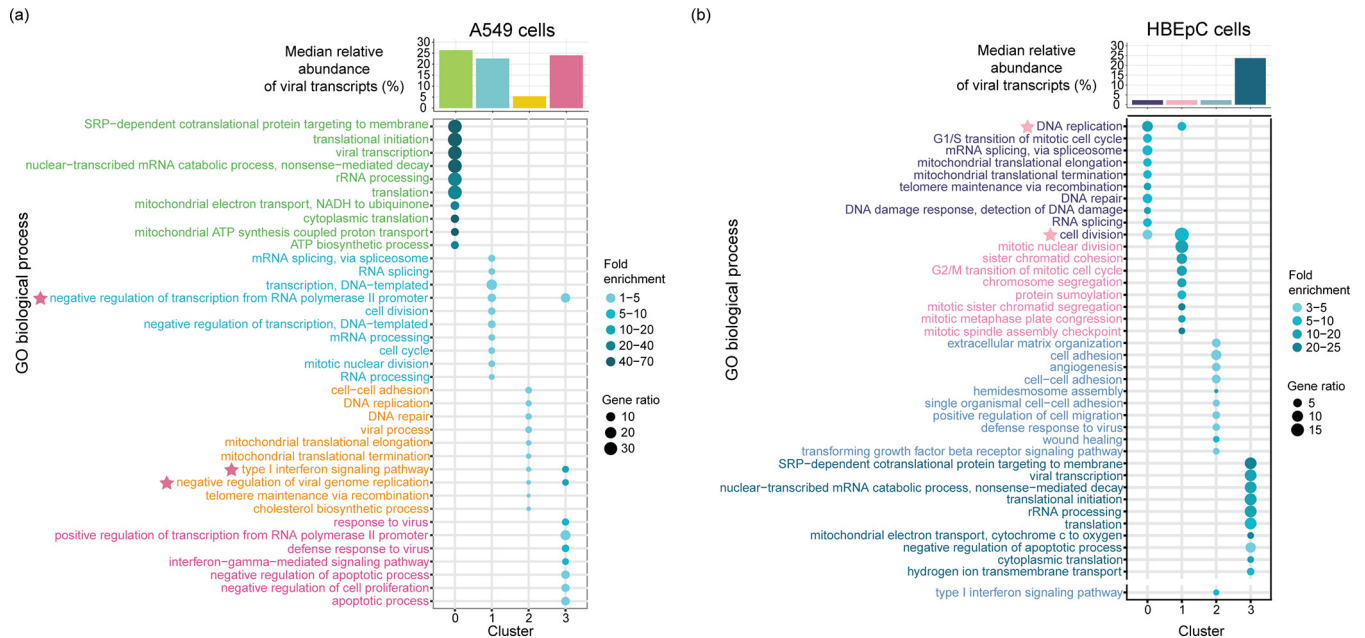 (a)
A549 cells
Median relative
abundance
of viral transcripts (%)
30
25
20
15
10
5
0
GO biological process
SRP−dependent cotranslational protein targeting to membrane
translational initiation
viral transcription
nuclear−transcribed mRNA catabolic process, nonsense−mediated decay
rRNA processing
translation
mitochondrial electron transport, NADH to ubiquinone
cytoplasmic translation
mitochondrial ATP synthesis coupled proton transport
ATP biosynthetic process
mRNA splicing, via spliceosome
RNA splicing
transcription, DNA−templated
negative regulation of transcription from RNA polymerase II promoter
cell division
negative regulation of transcription, DNA−templated
mRNA processing
cell cycle
mitotic nuclear division
RNA processing
cell−cell adhesion
DNA replication
DNA repair
viral process
mitochondrial translational elongation
mitochondrial translational termination
type I interferon signaling pathway
negative regulation of viral genome replication
telomere maintenance via recombination
cholesterol biosynthetic process
response to virus
positive regulation of transcription from RNA polymerase II promoter
defense response to virus
interferon−gamma−mediated signaling pathway
negative regulation of apoptotic process
negative regulation of cell proliferation
apoptotic process
0 1 2 3
Cluster
Fold
enrichment
1−5
5−10
10−20
20−40
40−70
Gene ratio
10
20
30
(b)
HBEpC cells
Median relative
abundance
of viral transcripts (%)
30
25
20
15
10
5
0
GO biological process
DNA replication
G1/S transition of mitotic cell cycle
mRNA splicing, via spliceosome
mitochondrial translational elongation
mitochondrial translational termination
telomere maintenance via recombination
DNA repair
DNA damage response, detection of DNA damage
RNA splicing
cell division
mitotic nuclear division
sister chromatid cohesion
G2/M transition of mitotic cell cycle
chromosome segregation
protein sumoylation
mitotic sister chromatid segregation
mitotic metaphase plate congression
mitotic spindle assembly checkpoint
extracellular matrix organization
cell adhesion
angiogenesis
cell−cell adhesion
hemidesmosome assembly
single organismal cell−cell adhesion
positive regulation of cell migration
defense response to virus
wound healing
transforming growth factor beta receptor signaling pathway
SRP−dependent cotranslational protein targeting to membrane
viral transcription
nuclear−transcribed mRNA catabolic process, nonsense−mediated decay
translational initiation
rRNA processing
translation
mitochondrial electron transport, cytochrome c to oxygen
negative regulation of apoptotic process
cytoplasmic translation
hydrogen ion transmembrane transport
type I interferon signaling pathway
0 1 2 3
Cluster
Fold
enrichment
3−5
5−10
10−20
20−25
Gene ratio
5
10
15